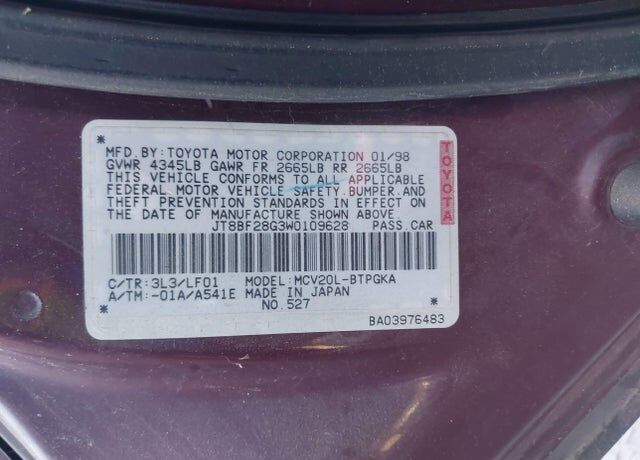 MFD.BY:TOYOTA MOTOR CORPORATION 01/98
GVWR 4345LB GAWR FR 2665LB RR 2665LB
THIS VEHICLE CONFORMS TO ALL APPLICABLE
FEDERAL MOTOR VEHICLE SAFETY,BUMPER,AND
THEFT PREVENTION STANDARDS IN EFFECT ON
THE DATE OF MANUFACTURE SHOWN ABOVE.
JT8BF28G3W0109628 PASS.CAR
C/TR:3L3/LF01 MODEL:MCV20L-BTPGKA
A/TM:-01A/A541E MADE IN JAPAN
NO.527
BA03976483
TOYOTA